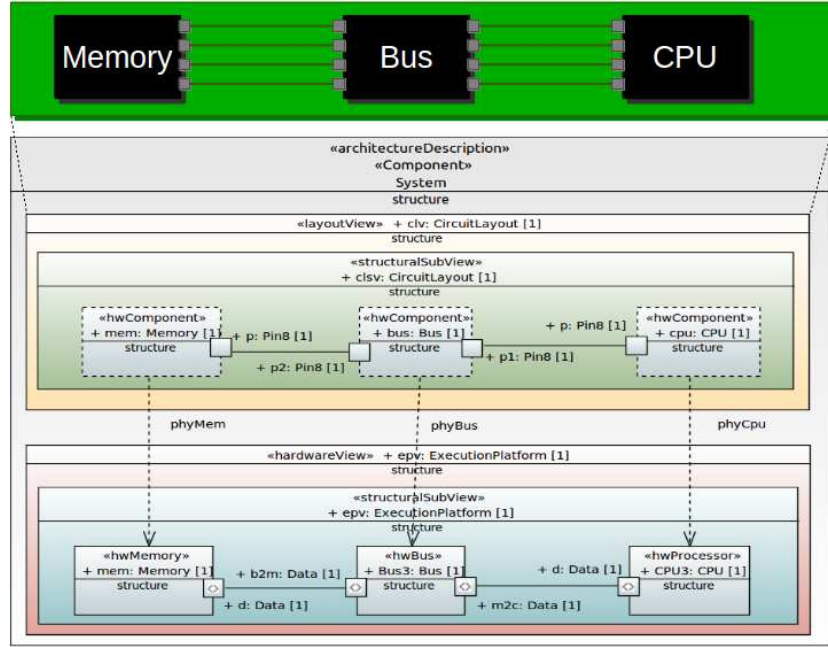 Memory
Bus
CPU
«architectureDescription»
«Component»
System
structure
«layoutView» + clv: CircuitLayout [1]
structure
«structuralSubView»
+ clsv: CircuitLayout [1]
structure
«hwComponent»
+ mem: Memory [1]
structure
+ p: Pin8 [1]
+ p2: Pin8 [1]
«hwComponent»
+ bus: Bus [1]
structure
+ p: Pin8 [1]
+ p1: Pin8 [1]
«hwComponent»
+ cpu: CPU [1]
structure
phyMem
phyBus
phyCpu
«hardwareView» + epv: ExecutionPlatform [1]
structure
«structuralSubView»
+ epv: ExecutionPlatform [1]
structure
«hwMemory»
+ mem: Memory [1]
structure
+ b2m: Data [1]
+ d: Data [1]
«hwBus»
+ Bus3: Bus [1]
structure
+ d: Data [1]
+ m2c: Data [1]
«hwProcessor»
+ CPU3: CPU [1]
structure